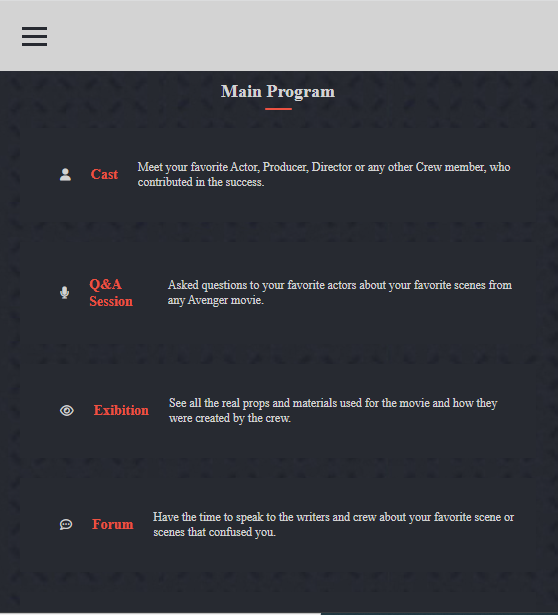 Main Program
Cast
Meet your favorite Actor, Producer, Director or any other Crew member, who
contributed in the success.
Q&A
Session
Asked questions to your favorite actors about your favorite scenes from
any Avenger movie.
Exibition
See all the real props and materials used for the movie and how they
were created by the crew.
Forum
Have the time to speak to the writers and crew about your favorite scene or
scenes that confused you.